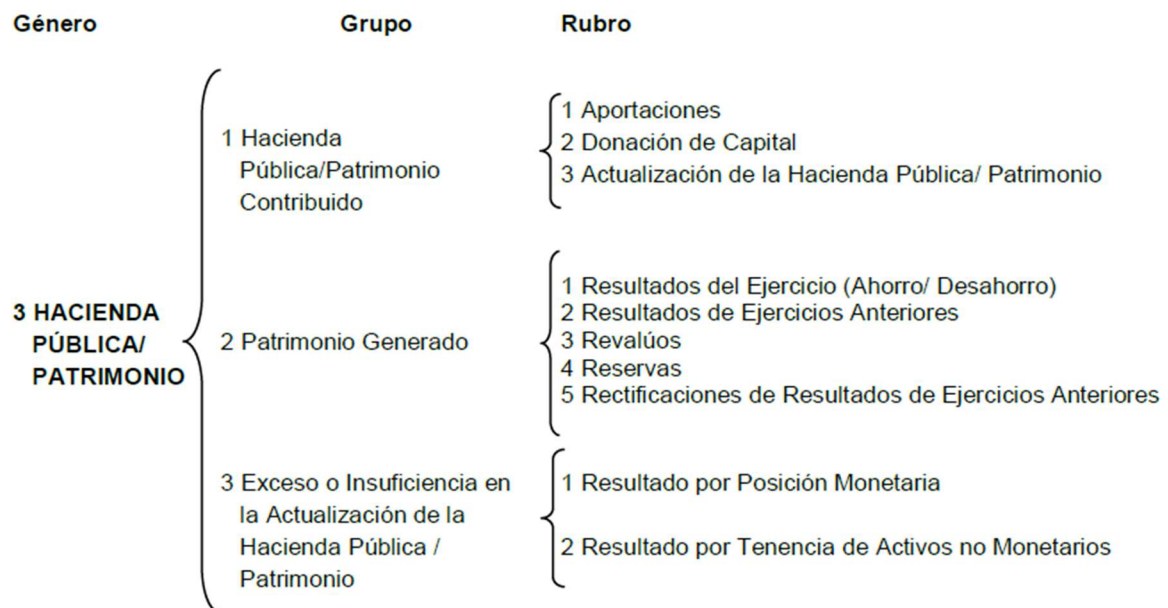 Género Grupo Rubro
1 Hacienda
Pública/Patrimonio
Contribuido
1 Aportaciones
2 Donación de Capital
3 Actualización de la Hacienda Pública/ Patrimonio
3 HACIENDA
PÚBLICA/
PATRIMONIO
2 Patrimonio Generado
1 Resultados del Ejercicio (Ahorro/ Desahorro)
2 Resultados de Ejercicios Anteriores
3 Revalúos
4 Reservas
5 Rectificaciones de Resultados de Ejercicios Anteriores
3 Exceso o Insuficiencia en
la Actualización de la
Hacienda Pública /
Patrimonio
1 Resultado por Posición Monetaria
2 Resultado por Tenencia de Activos no Monetarios